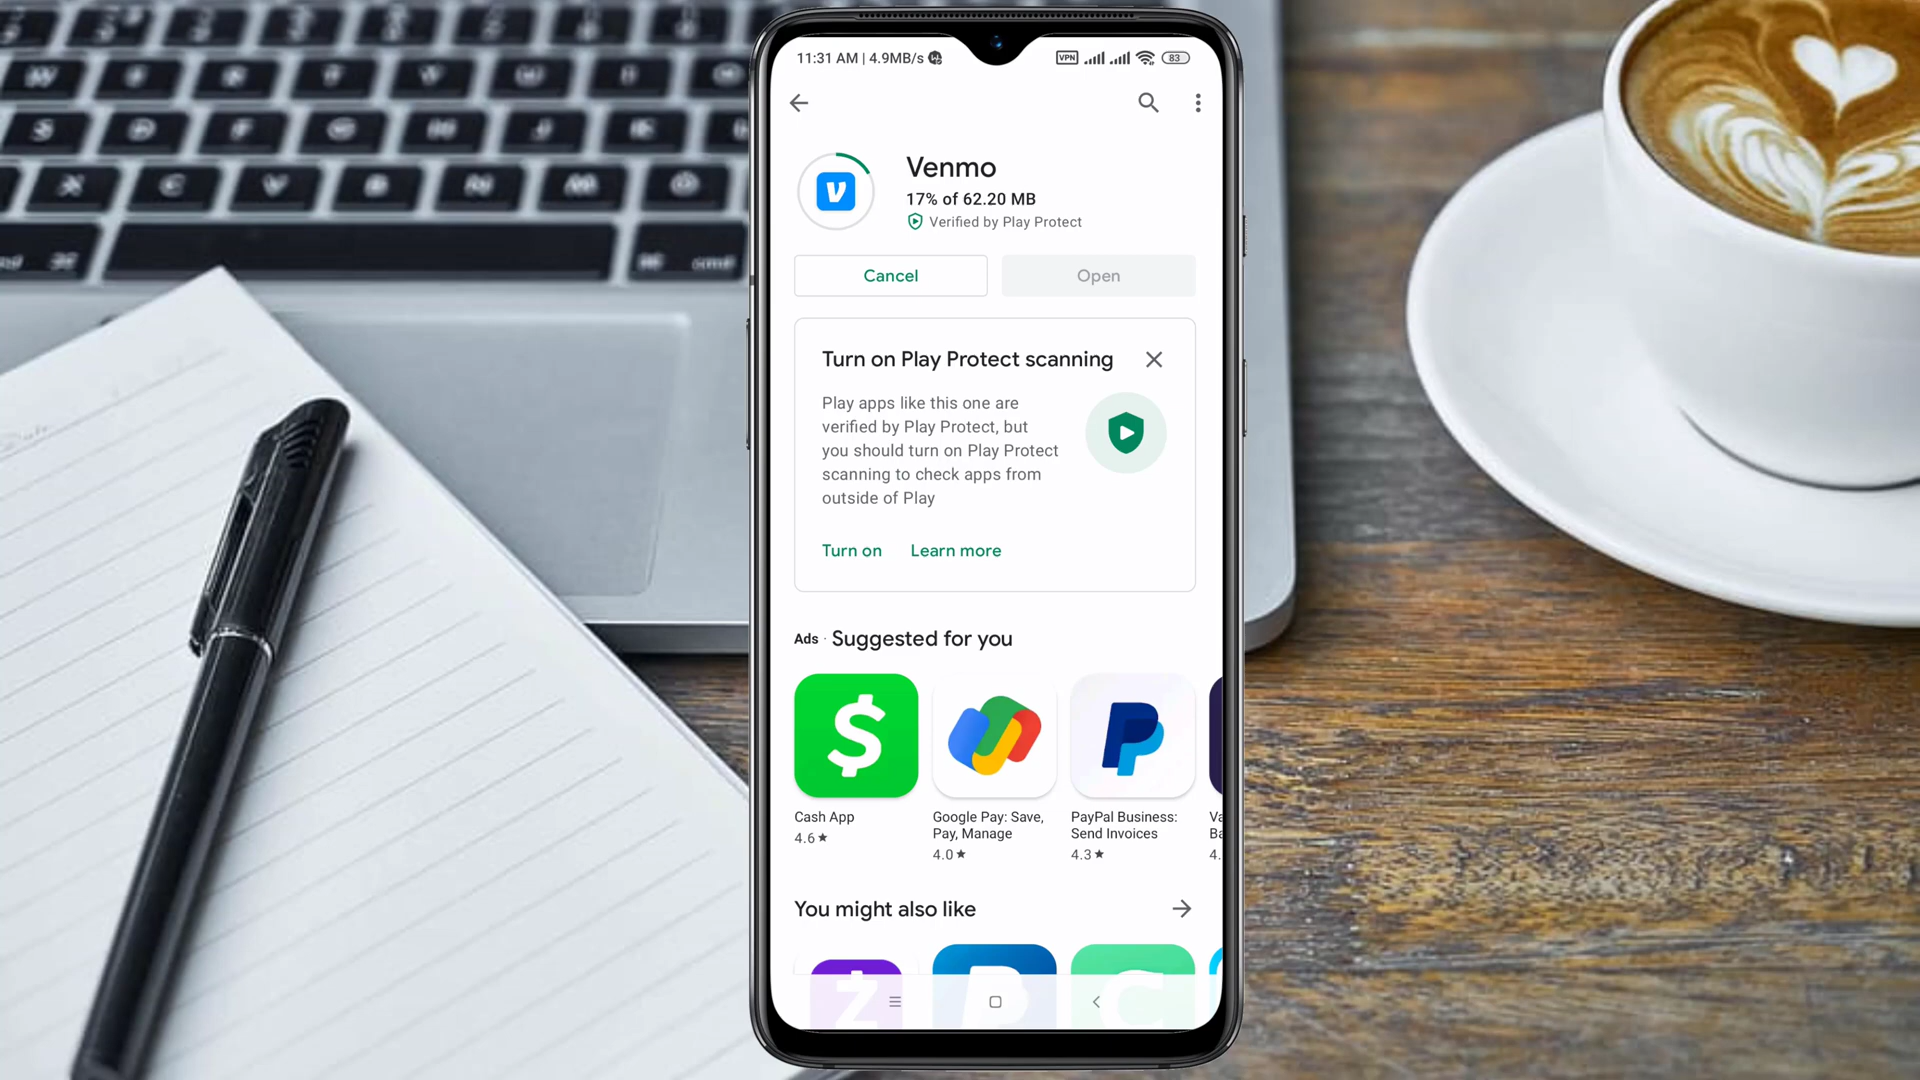 11:31 AM | 4.9MB/s
VPN
83
Venmo
17% of 62.20 MB
Verified by Play Protect
Cancel
Open
Turn on Play Protect scanning
Play apps like this one are
verified by Play Protect, but
you should turn on Play Protect
scanning to check apps from
outside of Play
Turn on Learn more
Ads · Suggested for you
Cash App
4.6★
Google Pay: Save,
Pay, Manage
4.0★
PayPal Business:
Send Invoices
4.3★
You might also like